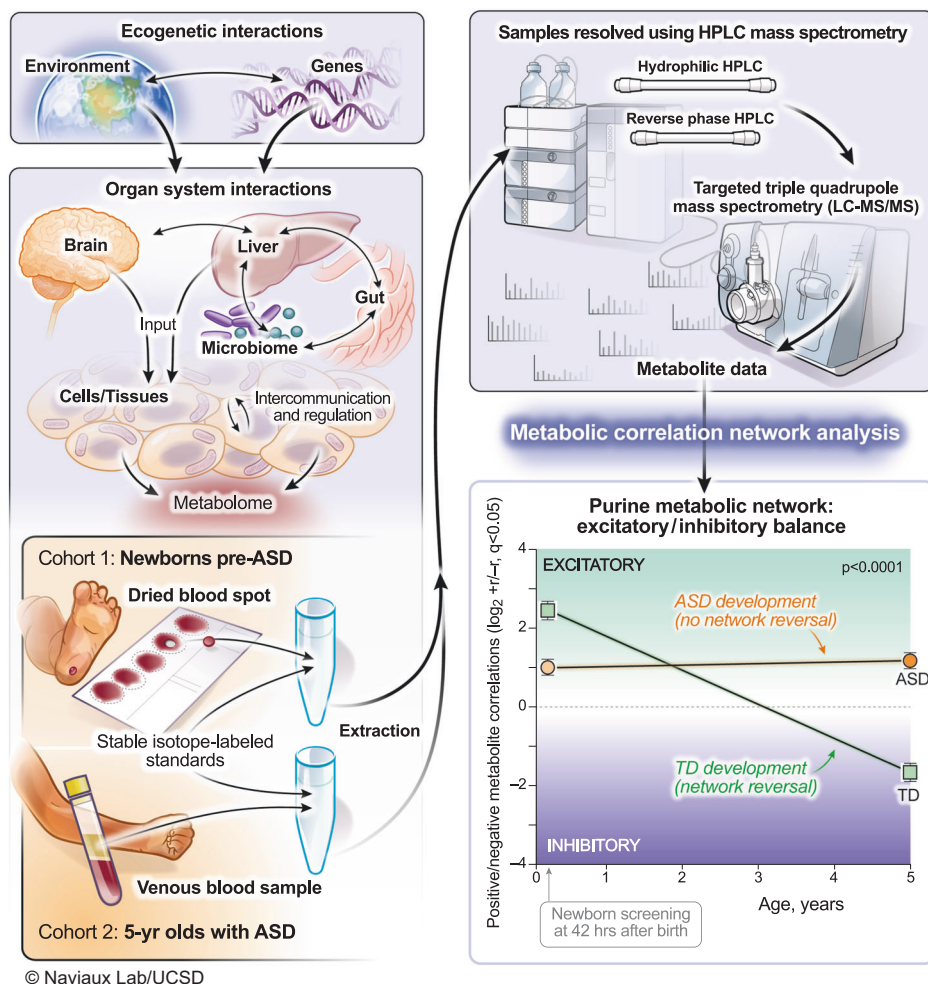 Ecogenetic interactions
Environment
Genes
Organ system interactions
Brain
Liver
Gut
Input
Microbiome
Cells/Tissues
Intercommunication
and regulation
Metabolome
Cohort 1: Newborns pre-ASD
Dried blood spot
Extraction
Stable isotope-labeled
standards
Venous blood sample
Cohort 2: 5-yr olds with ASD
© Naviaux Lab/UCSD
Samples resolved using HPLC mass spectrometry
Hydrophilic HPLC
Reverse phase HPLC
Targeted triple quadrupole
mass spectrometry (LC-MS/MS)
Metabolite data
Metabolic correlation network analysis
Purine metabolic network:
excitatory/inhibitory balance
Positive/negative metabolite correlations (log₂ +r/–r, q<0.05)
4
2
0
–2
–4
EXCITATORY
p<0.0001
ASD development
(no network reversal)
ASD
TD development
(network reversal)
TD
INHIBITORY
0
1
2
3
4
5
Age, years
Newborn screening
at 42 hrs after birth